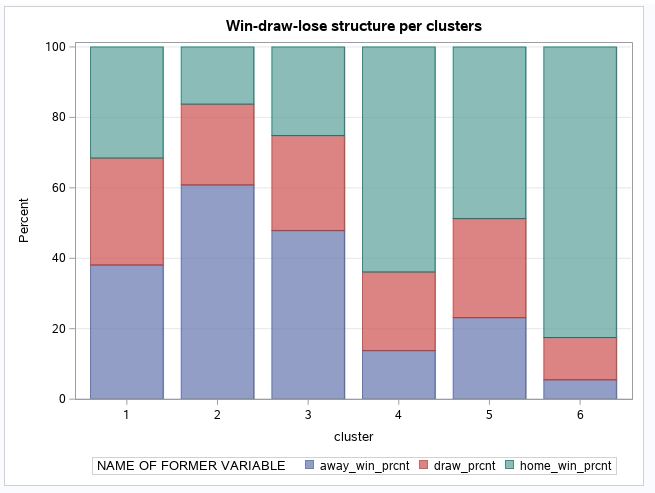 Win-draw-lose structure per clusters
100
80
60
40
20
0
Percent
1 2 3 4 5 6
cluster
NAME OF FORMER VARIABLE away_win_prcnt draw_prcnt home_win_prcnt